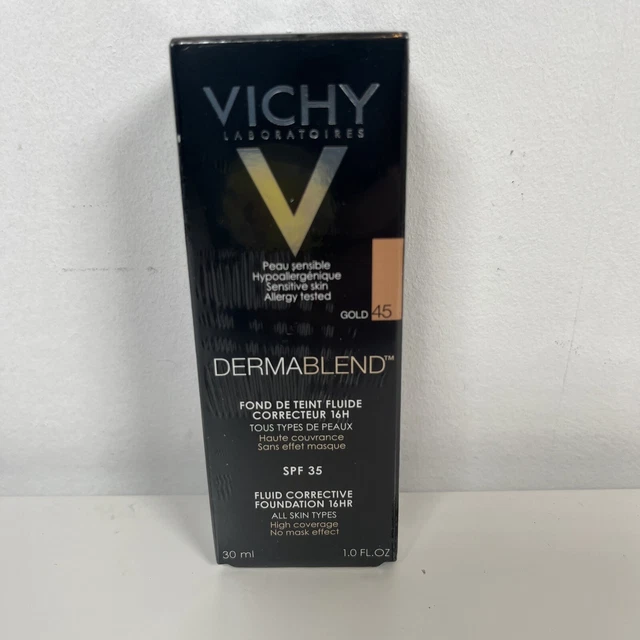 VICHY
LABORATOIRES
V
Peau sensible
Hypoallergénique
Sensitive skin
Allergy tested
GOLD 45
DERMABLEND™
FOND DE TEINT FLUIDE
CORRECTEUR 16H
TOUS TYPES DE PEAUX
Haute couvrance
Sans effet masque
SPF 35
FLUID CORRECTIVE
FOUNDATION 16HR
ALL SKIN TYPES
High coverage
No mask effect
30 ml 1.0 FL.OZ